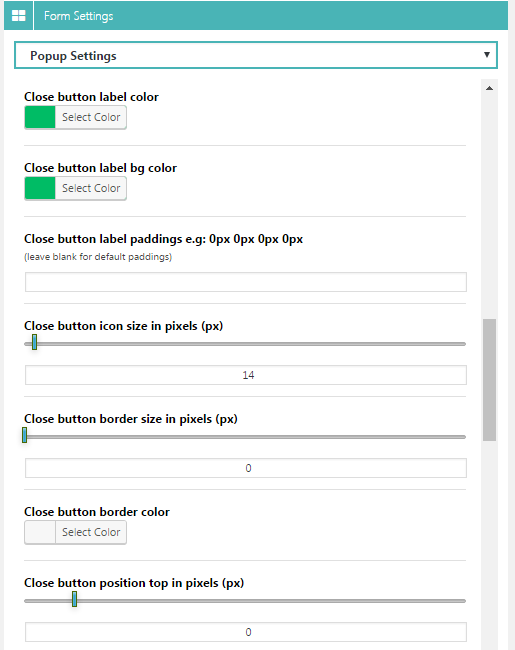 Form Settings
Popup Settings
Close button label color
Select Color
Close button label bg color
Select Color
Close button label paddings e.g: 0px 0px 0px 0px
(leave blank for default paddings)
Close button icon size in pixels (px)
14
Close button border size in pixels (px)
0
Close button border color
Select Color
Close button position top in pixels (px)
0